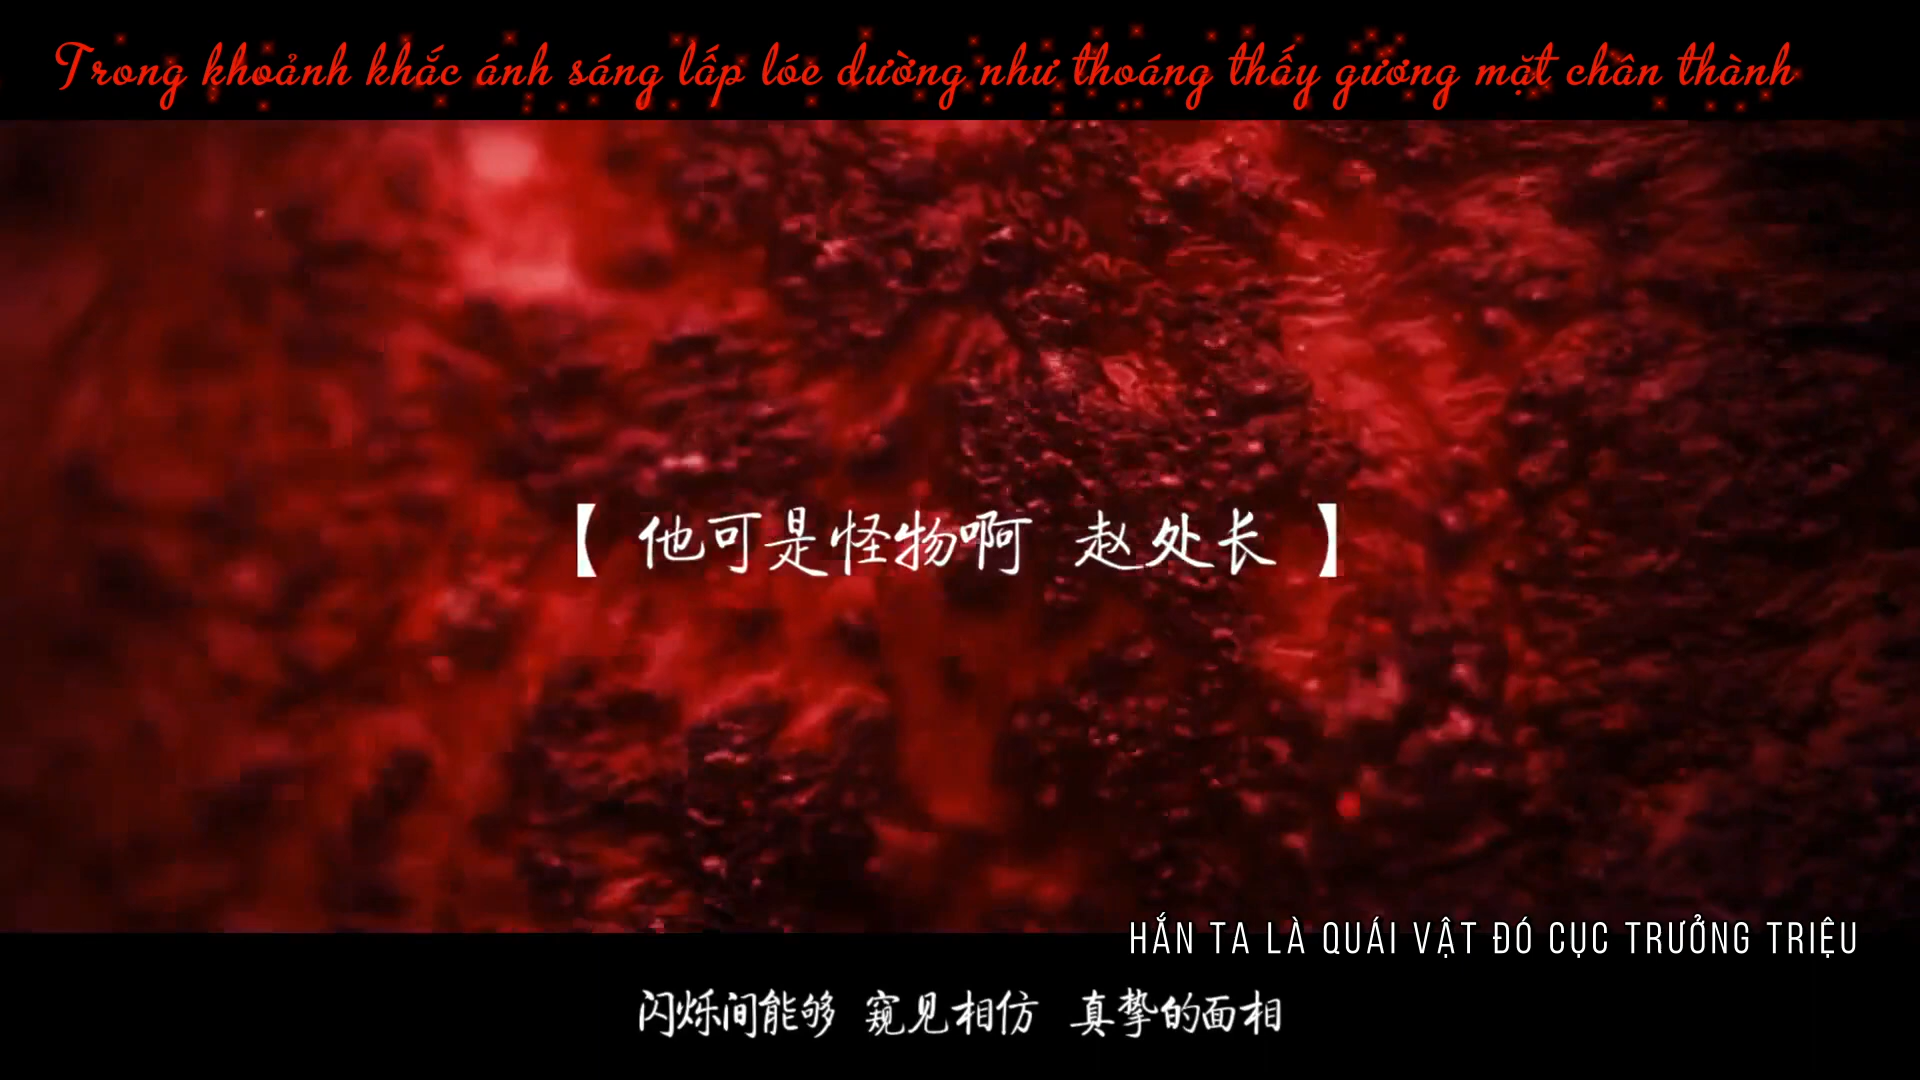 Trong khoảnh khắc ánh sáng lấp lóe dường như thoáng thấy gương mặt chân thành
【 他可是怪物啊 赵处长 】
HẮN TA LÀ QUÁI VẬT ĐÓ CỤC TRƯỞNG TRIỆU
闪烁间能够 窥见相仿 真挚的面相